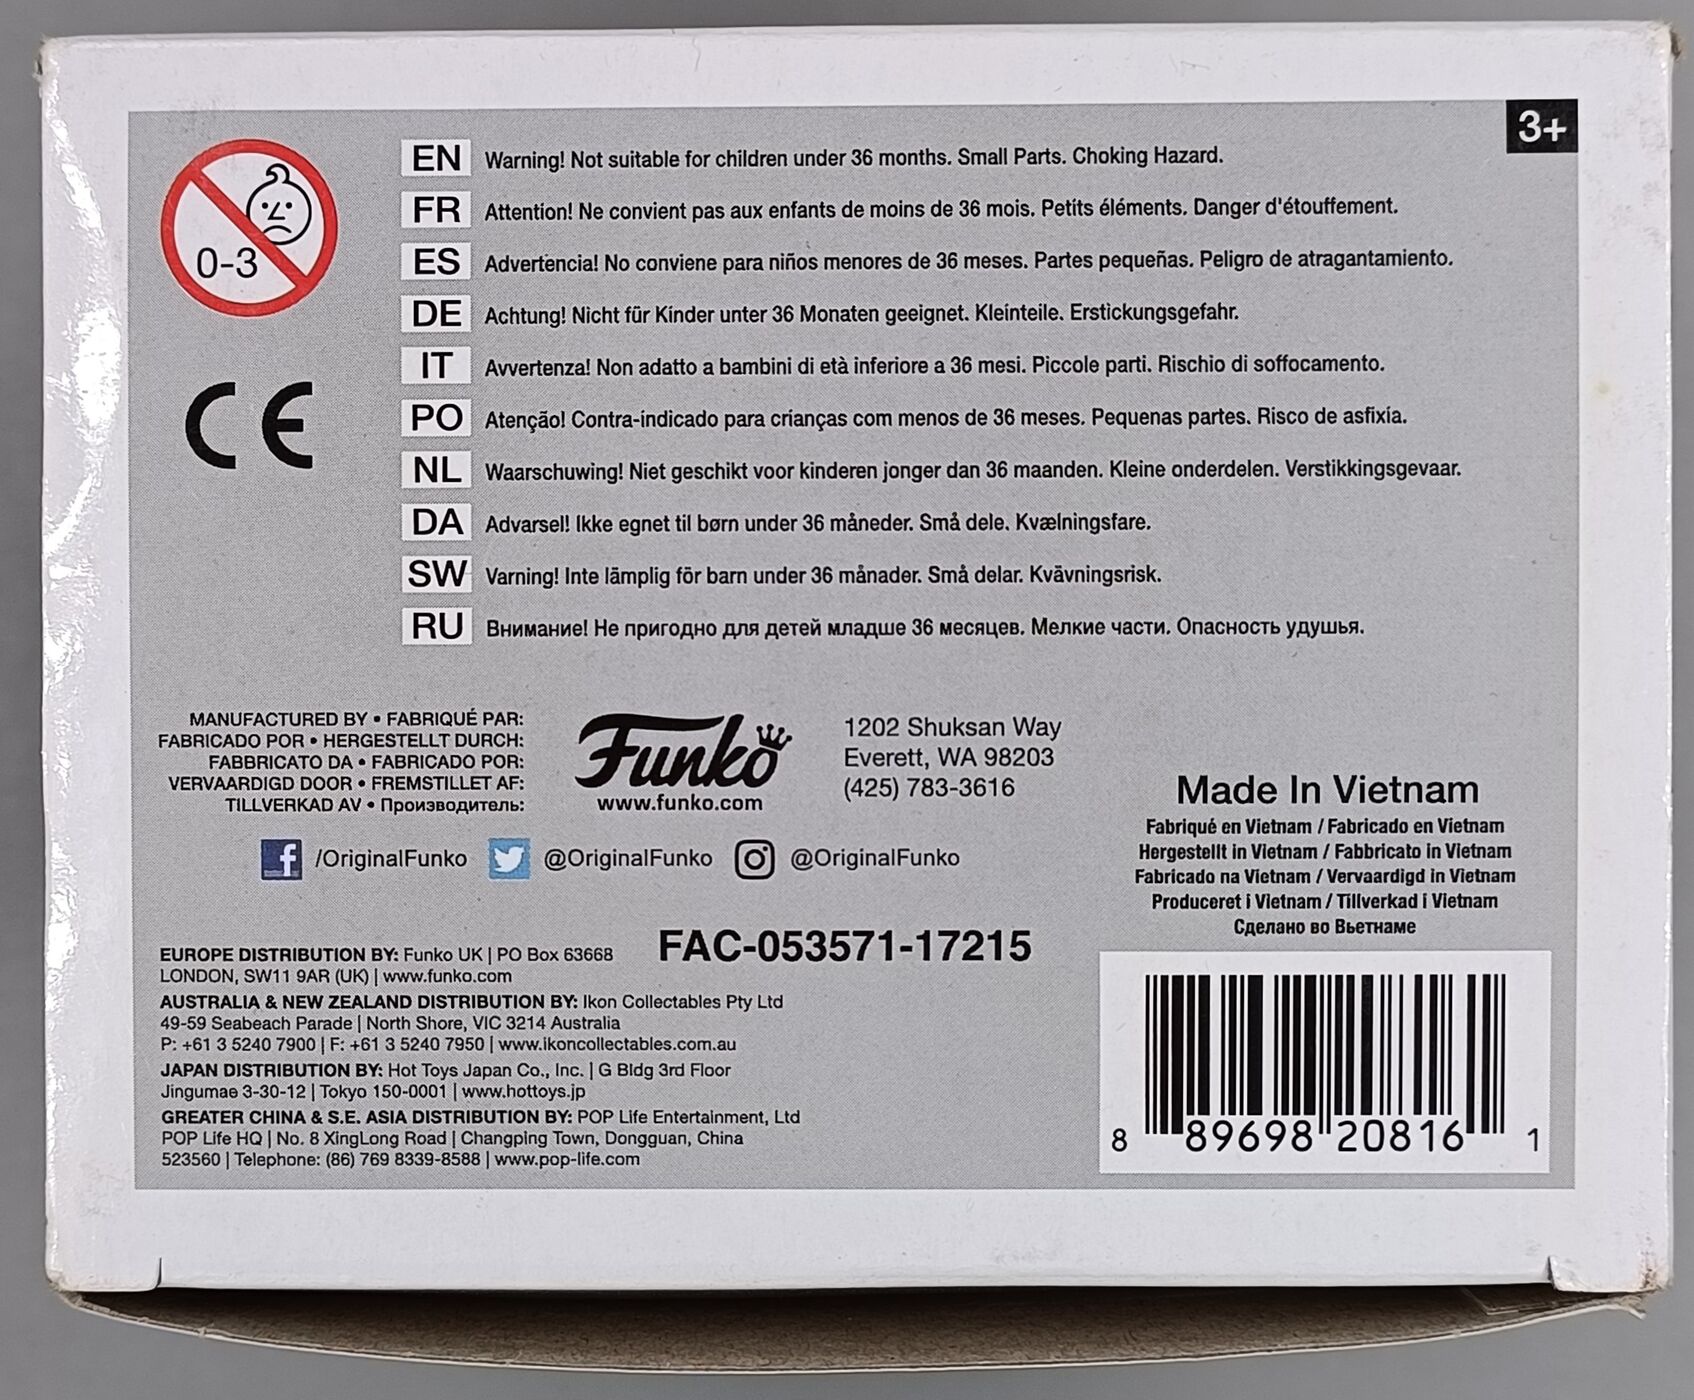 3+
0-3
CE
EN Warning! Not suitable for children under 36 months. Small Parts. Choking Hazard.
FR Attention! Ne convient pas aux enfants de moins de 36 mois. Petits éléments. Danger d'étouffement.
ES Advertencia! No conviene para niños menores de 36 meses. Partes pequeñas. Peligro de atragantamiento.
DE Achtung! Nicht für Kinder unter 36 Monaten geeignet. Kleinteile. Erstickungsgefahr.
IT Avvertenza! Non adatto a bambini di età inferiore a 36 mesi. Piccole parti. Rischio di soffocamento.
PO Atenção! Contra-indicado para crianças com menos de 36 meses. Pequenas partes. Risco de asfixia.
NL Waarschuwing! Niet geschikt voor kinderen jonger dan 36 maanden. Kleine onderdelen. Verstikkingsgevaar.
DA Advarsel! Ikke egnet til børn under 36 måneder. Små dele. Kvælningsfare.
SW Varning! Inte lämplig för barn under 36 månader. Små delar. Kvävningsrisk.
RU Внимание! Не пригодно для детей младше 36 месяцев. Мелкие части. Опасность удушья.
MANUFACTURED BY • FABRIQUÉ PAR:
FABRICADO POR • HERGESTELLT DURCH:
FABBRICATO DA • FABRICADO POR:
VERVAARDIGD DOOR • FREMSTILLET AF:
TILLVERKAD AV • Производитель:
Funko
www.funko.com
1202 Shuksan Way
Everett, WA 98203
(425) 783-3616
f /OriginalFunko @OriginalFunko @OriginalFunko
Made In Vietnam
Fabriqué en Vietnam / Fabricado en Vietnam
Hergestellt in Vietnam / Fabbricato in Vietnam
Fabricado na Vietnam / Vervaardigd in Vietnam
Produceret i Vietnam / Tillverkad i Vietnam
Сделано во Вьетнаме
FAC-053571-17215
EUROPE DISTRIBUTION BY: Funko UK | PO Box 63668
LONDON, SW11 9AR (UK) | www.funko.com
AUSTRALIA & NEW ZEALAND DISTRIBUTION BY: Ikon Collectables Pty Ltd
49-59 Seabeach Parade | North Shore, VIC 3214 Australia
P: +61 3 5240 7900 | F: +61 3 5240 7950 | www.ikoncollectables.com.au
JAPAN DISTRIBUTION BY: Hot Toys Japan Co., Inc. | G Bldg 3rd Floor
Jingumae 3-30-12 | Tokyo 150-0001 | www.hottoys.jp
GREATER CHINA & S.E. ASIA DISTRIBUTION BY: POP Life Entertainment, Ltd
POP Life HQ | No. 8 XingLong Road | Changping Town, Dongguan, China
523560 | Telephone: (86) 769 8339-8588 | www.pop-life.com
8 89698 20816 1